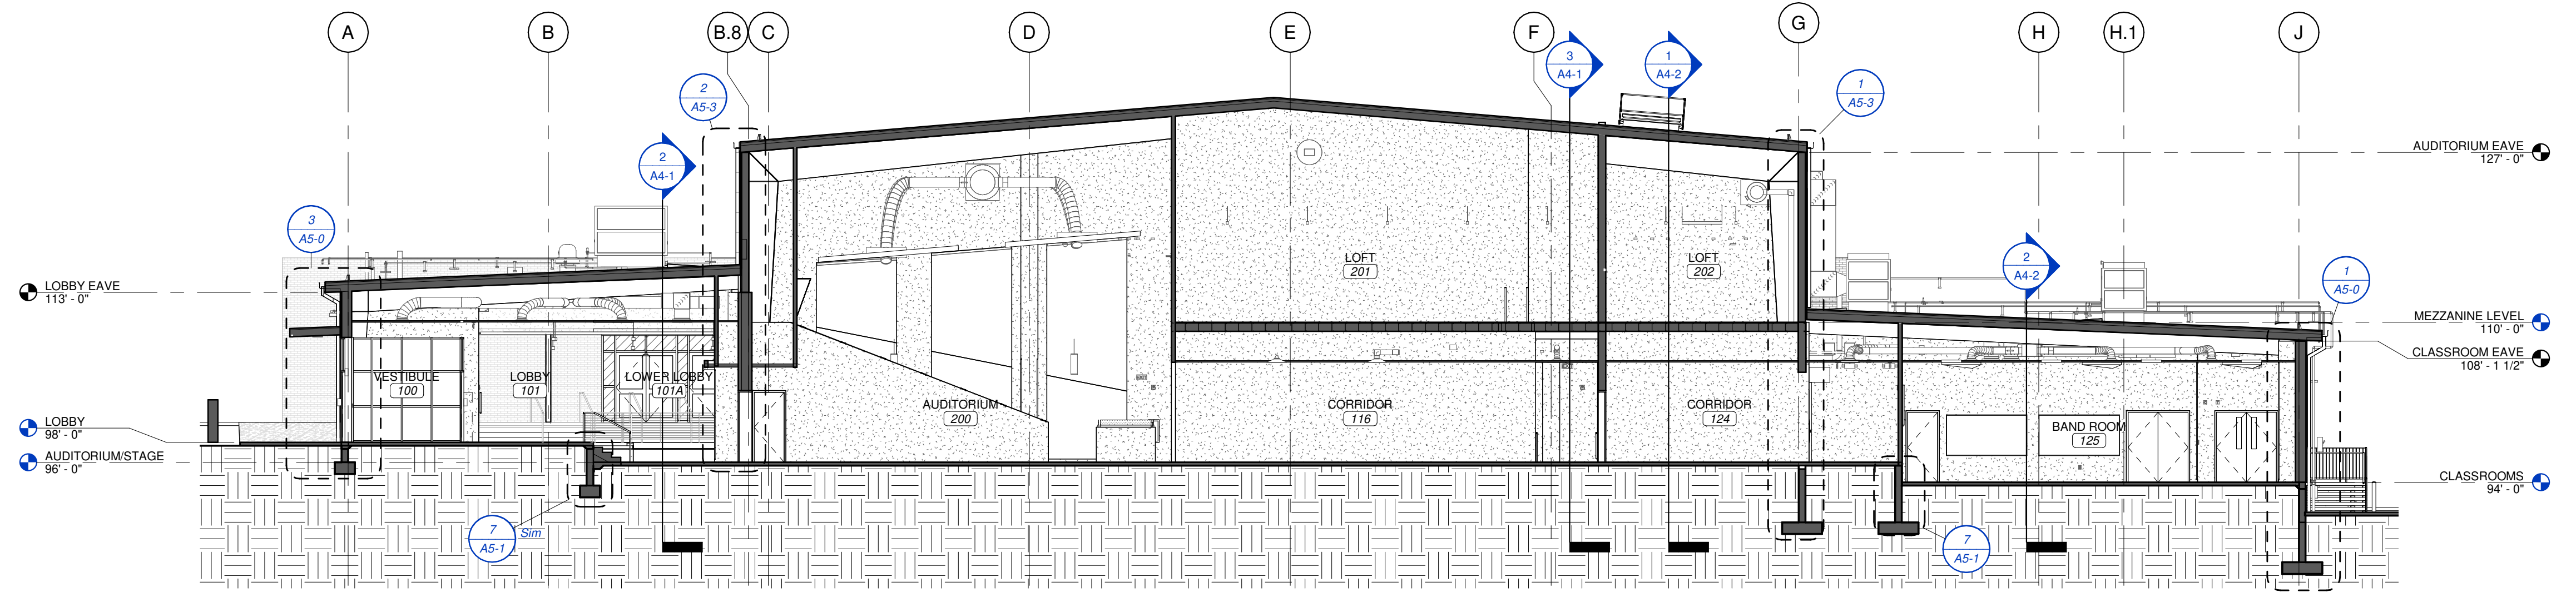 A
B
B.8
C
D
E
F
G
H
H.1
J
3
A4-1
1
A4-2
2
A5-3
1
A5-3
2
A4-1
AUDITORIUM EAVE
127' - 0"
3
A5-0
2
A4-2
1
A5-0
LOBBY EAVE
113' - 0"
LOFT
201
LOFT
202
MEZZANINE LEVEL
110' - 0"
CLASSROOM EAVE
108' - 1 1/2"
VESTIBULE
100
LOBBY
101
LOWER LOBBY
101A
AUDITORIUM
200
CORRIDOR
116
CORRIDOR
124
BAND ROOM
125
LOBBY
98' - 0"
AUDITORIUM/STAGE
96' - 0"
CLASSROOMS
94' - 0"
7
A5-1
Sim
7
A5-1